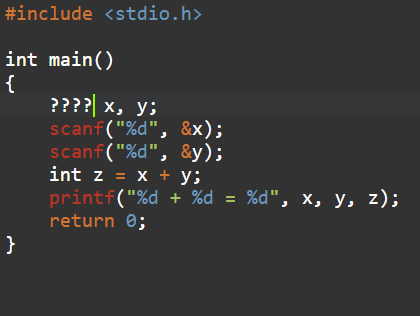 #include <stdio.h>
int main()
{
    ???? x, y;
    scanf("%d", &x);
    scanf("%d", &y);
    int z = x + y;
    printf("%d + %d = %d", x, y, z);
    return 0;
}